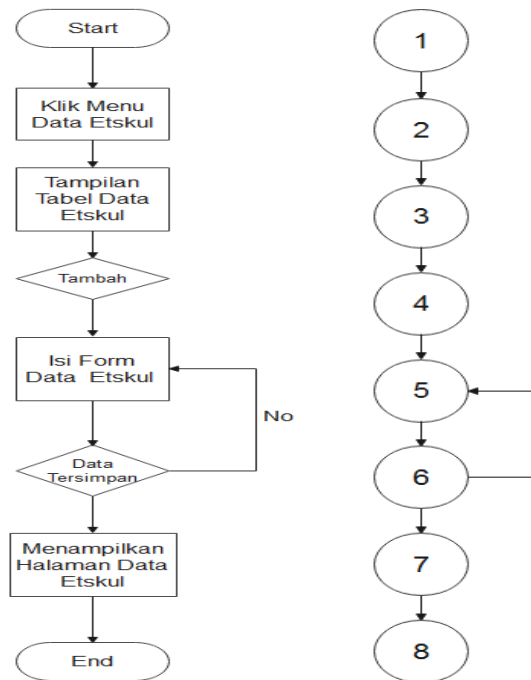 Start
Klik Menu
Data Etskul
Tampilan
Tabel Data
Etskul
Tambah
Isi Form
Data Etskul
No
Data
Tersimpan
Menampilkan
Halaman Data
Etskul
End
1
2
3
4
5
6
7
8